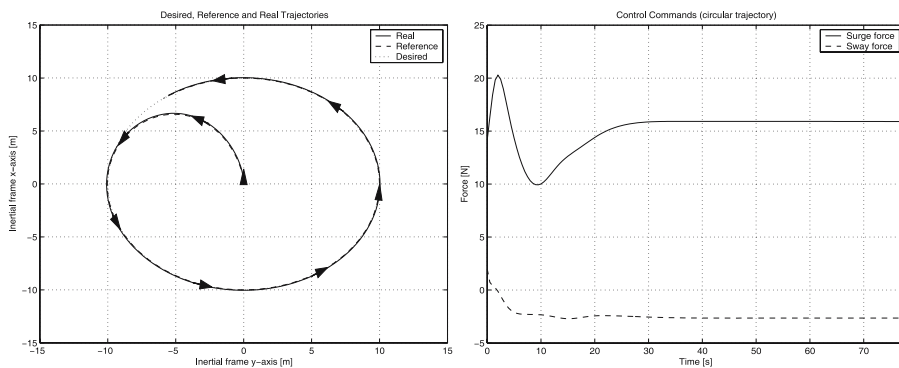 Desired, Reference and Real Trajectories
Real
Reference
Desired
15
10
5
0
−5
−10
−15
Inertial frame x−axis [m]
−15
−10
−5
0
5
10
15
Inertial frame y−axis [m]
Control Commands (circular trajectory)
Surge force
Sway force
25
20
15
10
5
0
−5
Force [N]
0
10
20
30
40
50
60
70
Time [s]